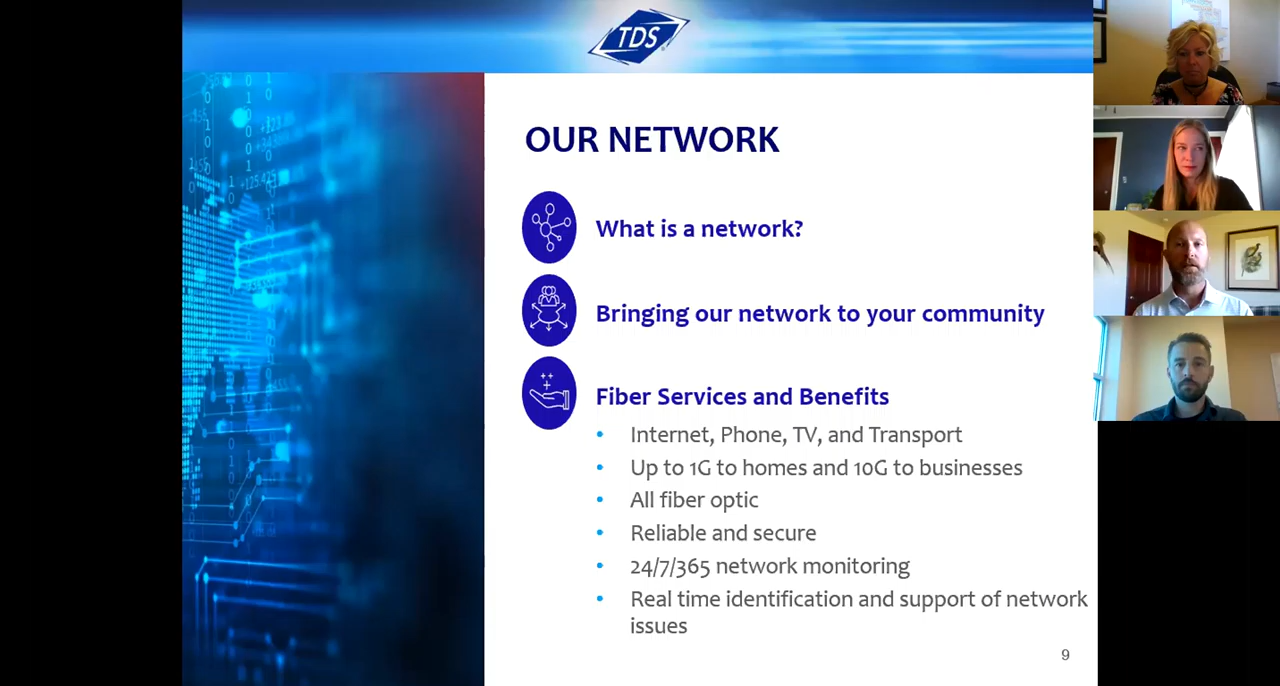 TDS
OUR NETWORK
What is a network?
Bringing our network to your community
Fiber Services and Benefits
• Internet, Phone, TV, and Transport
• Up to 1G to homes and 10G to businesses
• All fiber optic
• Reliable and secure
• 24/7/365 network monitoring
• Real time identification and support of network
issues
9